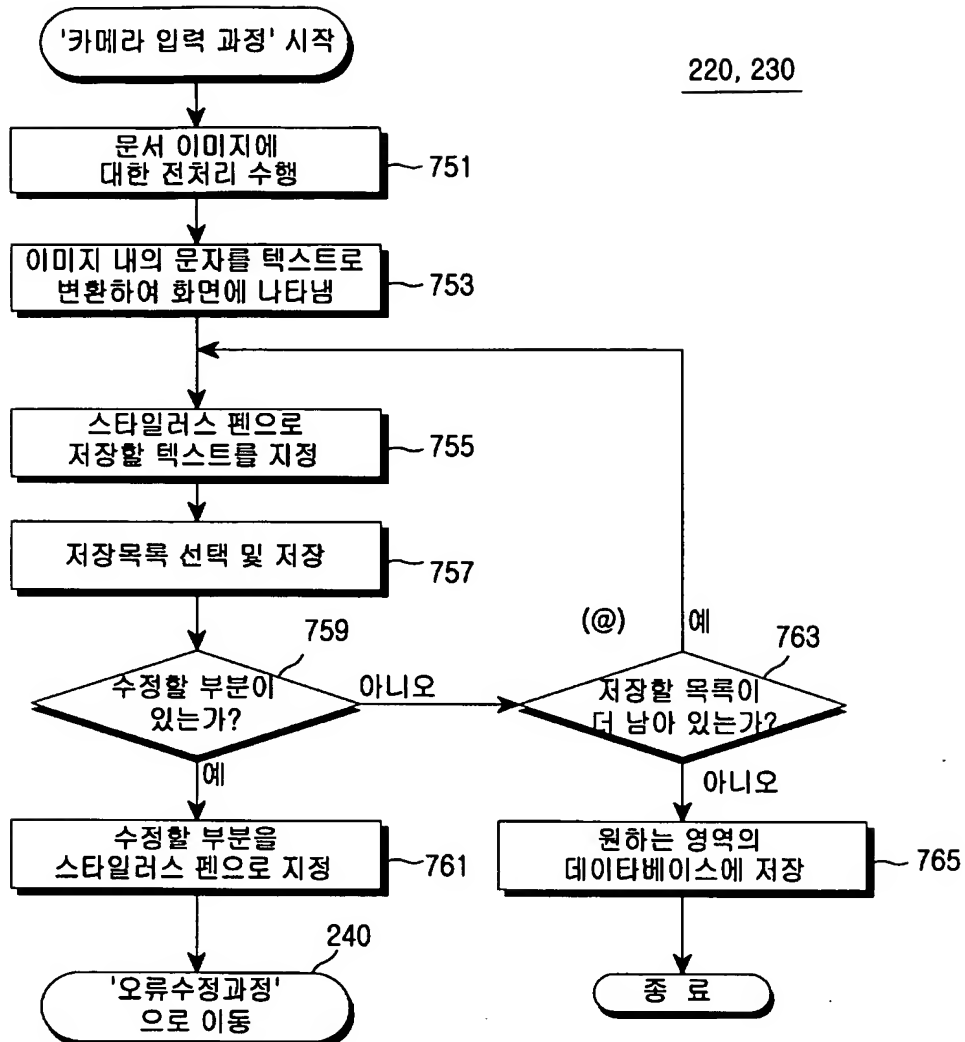 '카메라 입력 과정' 시작
220, 230
문서 이미지에
대한 전처리 수행
751
이미지 내의 문자를 텍스트로
변환하여 화면에 나타냄
753
스타일러스 펜으로
저장할 텍스트를 지정
755
저장목록 선택 및 저장
757
759
수정할 부분이
있는가?
아니오
예
(@)
예
763
저장할 목록이
더 남아 있는가?
아니오
수정할 부분을
스타일러스 펜으로 지정
761
원하는 영역의
데이타베이스에 저장
765
240
'오류수정과정'
으로 이동
종 료